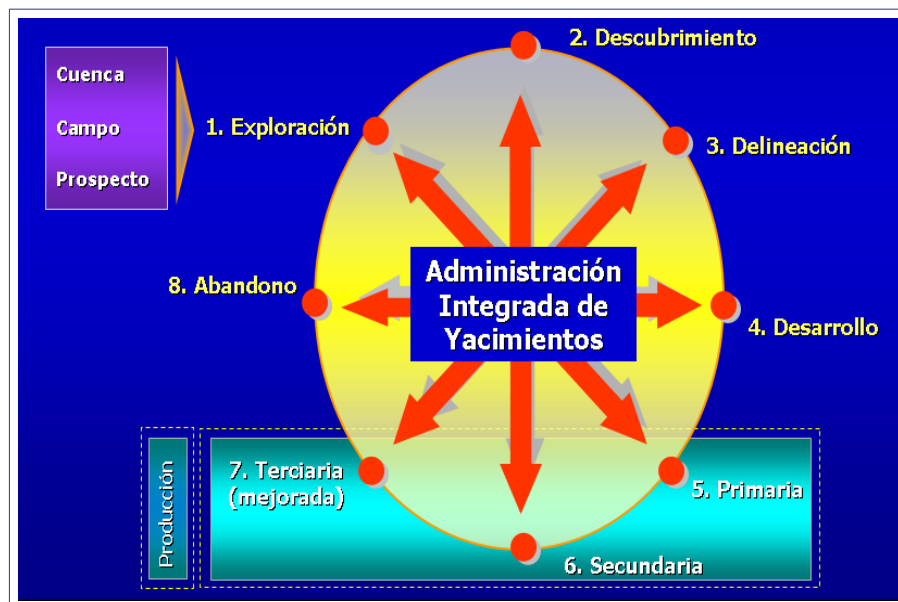 Cuenca
Campo
Prospecto
1. Exploración
2. Descubrimiento
3. Delineación
8. Abandono
Administración
Integrada de
Yacimientos
4. Desarrollo
Producción
7. Terciaria
(mejorada)
5. Primaria
6. Secundaria